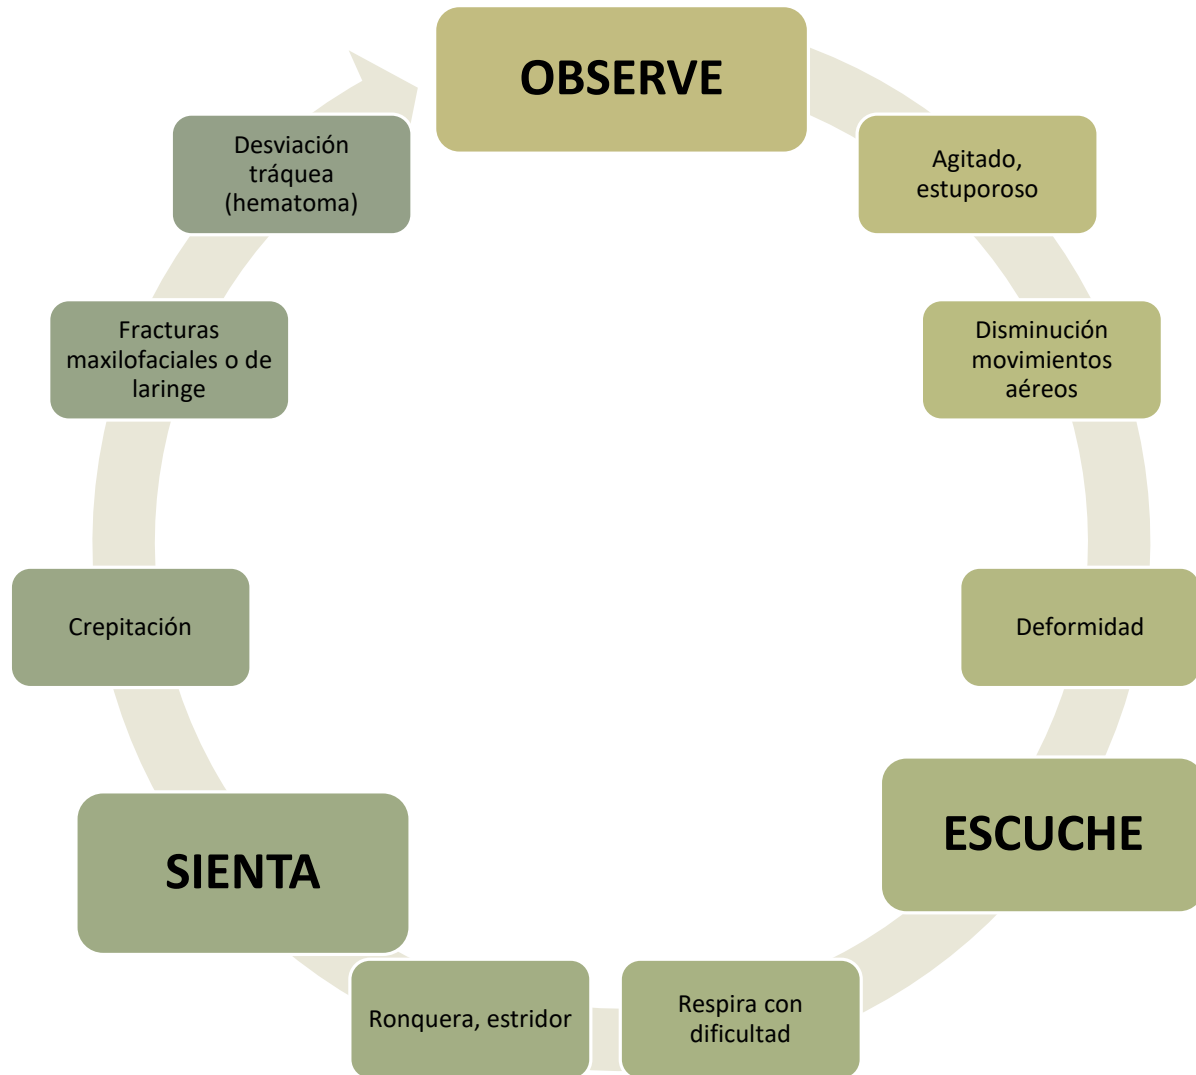 OBSERVE
Agitado,
estuporoso
Disminución
movimientos
aéreos
Deformidad
ESCUCHE
Respira con
dificultad
Ronquera, estridor
SIENTA
Crepitación
Fracturas
maxilofaciales o de
laringe
Desviación
tráquea
(hematoma)